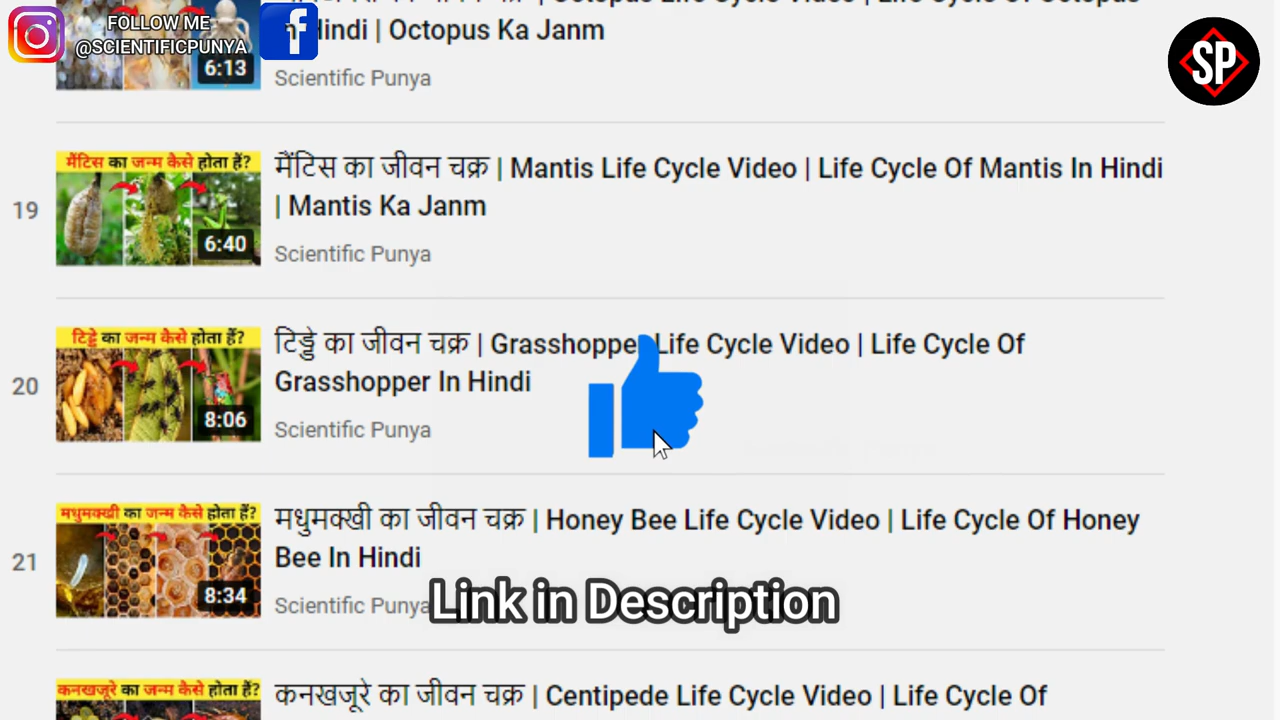 FOLLOW ME
@SCIENTIFICPUNYA
SP
Hindi | Octopus Ka Janm
6:13
Scientific Punya
19
मैंटिस का जन्म कैसे होता हैं?
6:40
मैंटिस का जीवन चक्र | Mantis Life Cycle Video | Life Cycle Of Mantis In Hindi
| Mantis Ka Janm
Scientific Punya
20
टिड्डे का जन्म कैसे होता हैं?
8:06
टिड्डे का जीवन चक्र | Grasshopper Life Cycle Video | Life Cycle Of
Grasshopper In Hindi
Scientific Punya
21
मधुमक्खी का जन्म कैसे होता हैं?
8:34
मधुमक्खी का जीवन चक्र | Honey Bee Life Cycle Video | Life Cycle Of Honey
Bee In Hindi
Scientific Punya
Link in Description
कनखजूरे का जन्म कैसे होता हैं?
कनखजूरे का जीवन चक्र | Centipede Life Cycle Video | Life Cycle Of